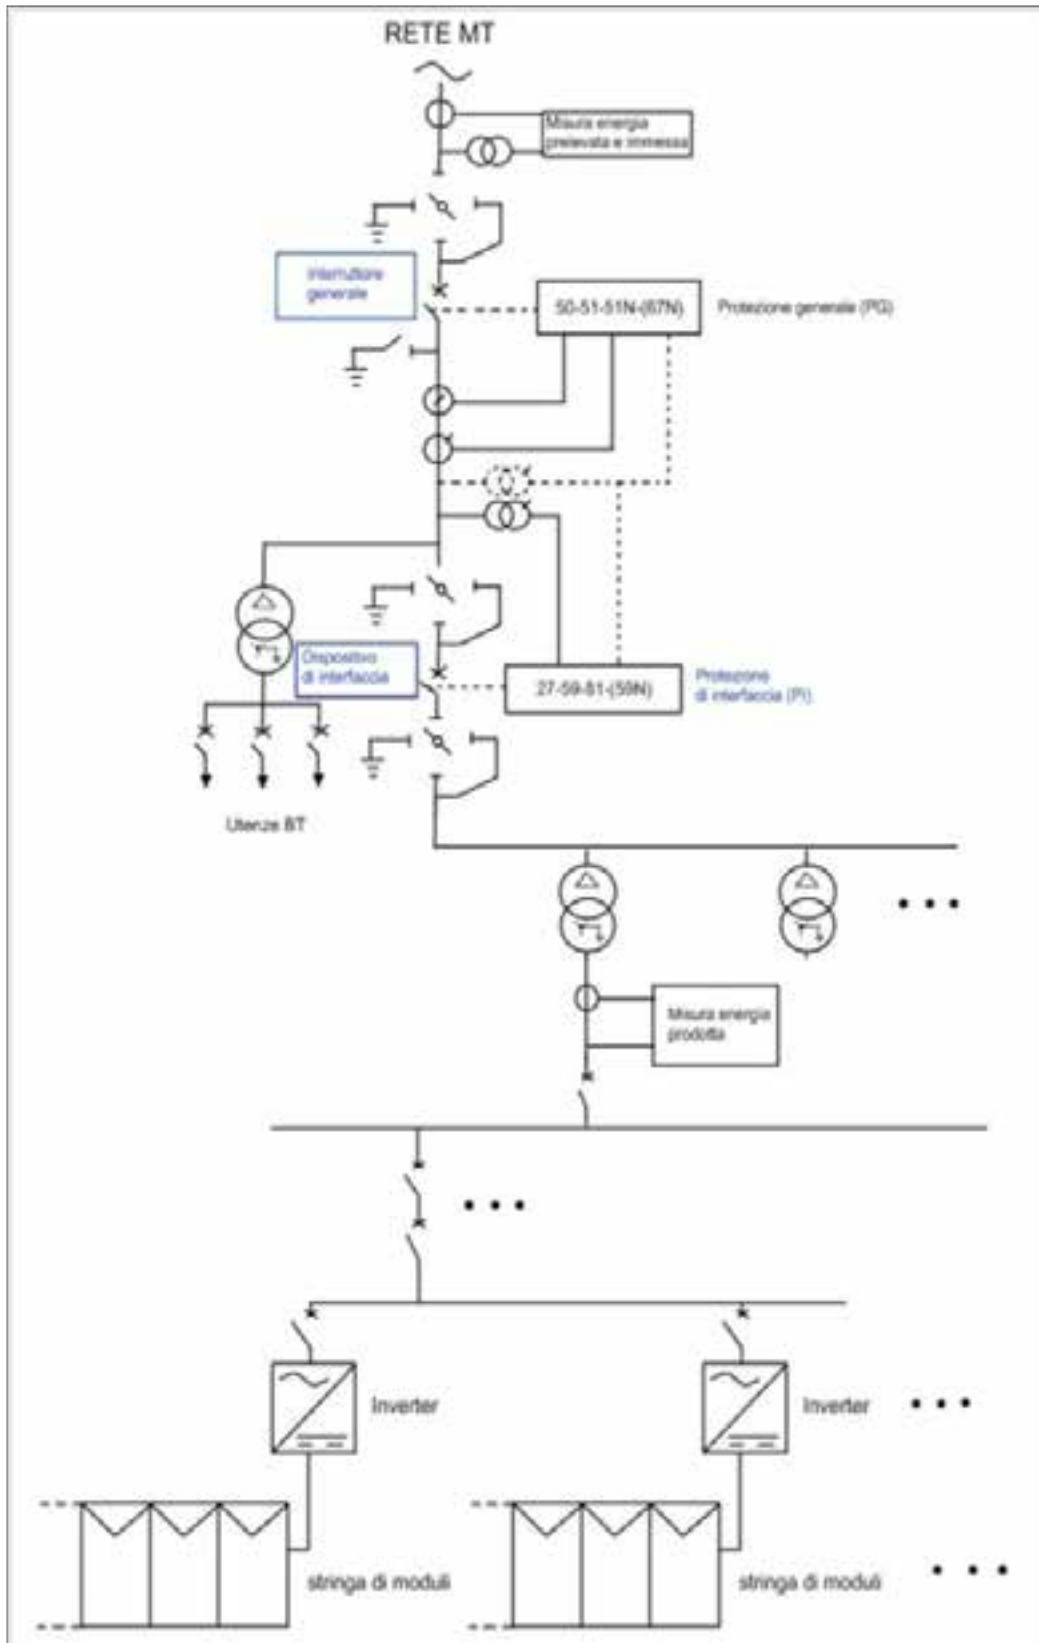 RETE MT
Misura energia
prelevata e immessa
Interruttore
generale
50-51-51N-(67N)
Protezione generale (PG)
Dispositivo
di interfaccia
27-59-81-(59N)
Protezione
di interfaccia (PI)
Utenze BT
Misura energia
prodotta
Inverter
Inverter
stringa di moduli
stringa di moduli